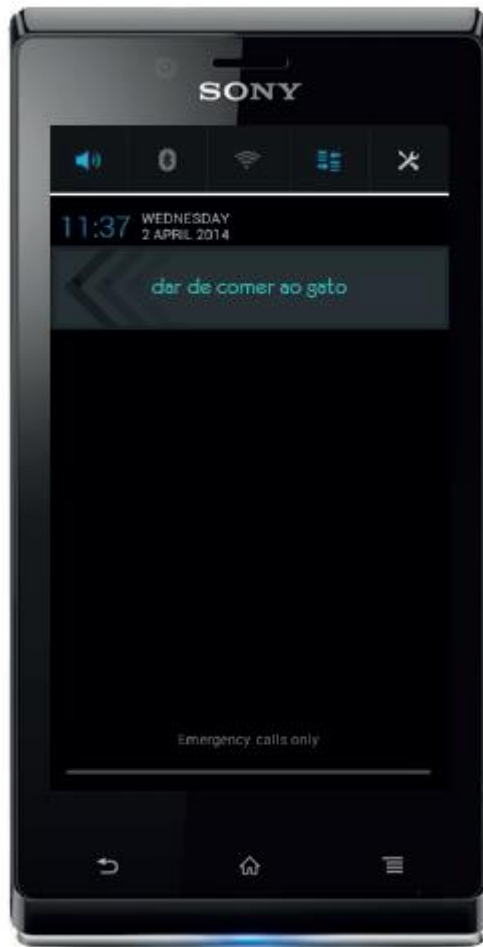 SONY
11:37 WEDNESDAY
2 APRIL 2014
dar de comer ao gato
Emergency calls only